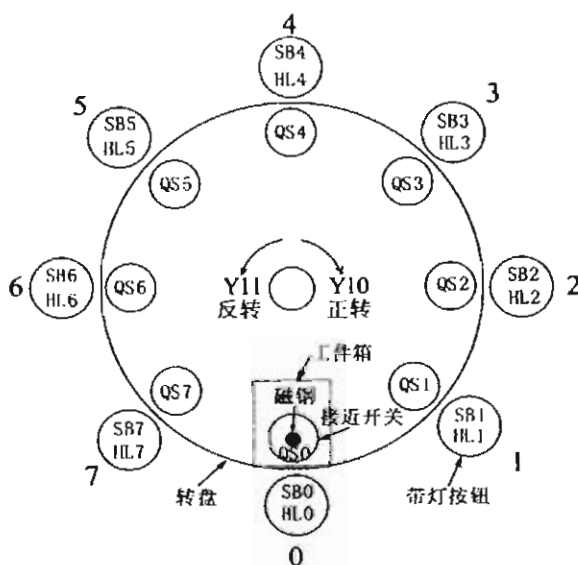 4
SB4
HL4
QS4
5
SB5
HL5
QS5
3
SB3
HL3
QS3
6
SH6
HL6
QS6
Y11
反转
Y10
正转
QS2
SB2
HL2
2
工件箱
磁钢
接近开关
QS0
QS7
QS1
SB7
HL7
7
SB1
HL1
1
转盘
带灯按钮
SB0
HL0
0